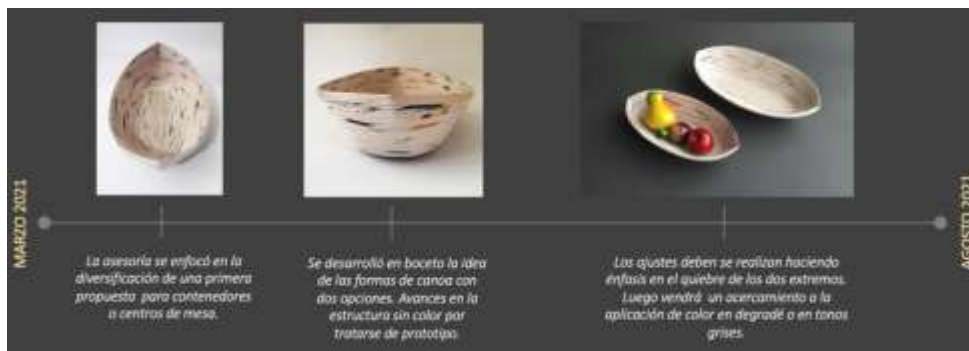 MARZO 2021
La asesoría se enfocó en la
diversificación de una primera
propuesta para contenedores
o centros de mesa.
Se desarrolló en boceto la idea
de las formas de canoa con
dos opciones. Avances en la
estructura sin color por
tratarse de prototipo.
Los ajustes deben se realizan haciendo
énfasis en el quiebre de los dos extremos.
Luego vendrá un acercamiento a la
aplicación de color en degradé o en tonos
grises.
AGOSTO 2021